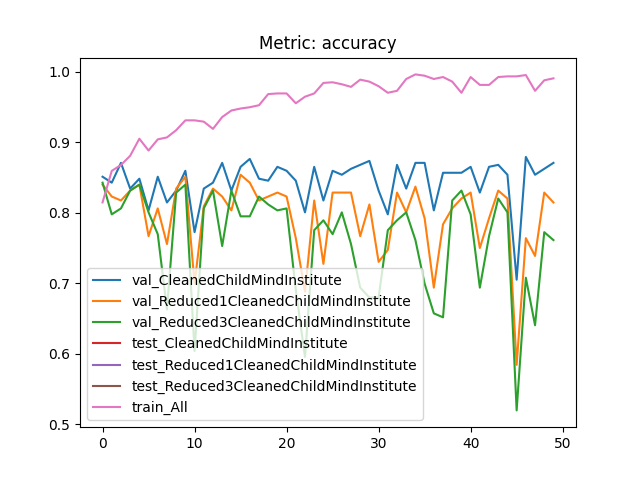 Metric: accuracy
1.0
0.9
0.8
0.7
0.6
0.5
val_CleanedChildMindInstitute
val_Reduced1CleanedChildMindInstitute
val_Reduced3CleanedChildMindInstitute
test_CleanedChildMindInstitute
test_Reduced1CleanedChildMindInstitute
test_Reduced3CleanedChildMindInstitute
train_All
0 10 20 30 40 50